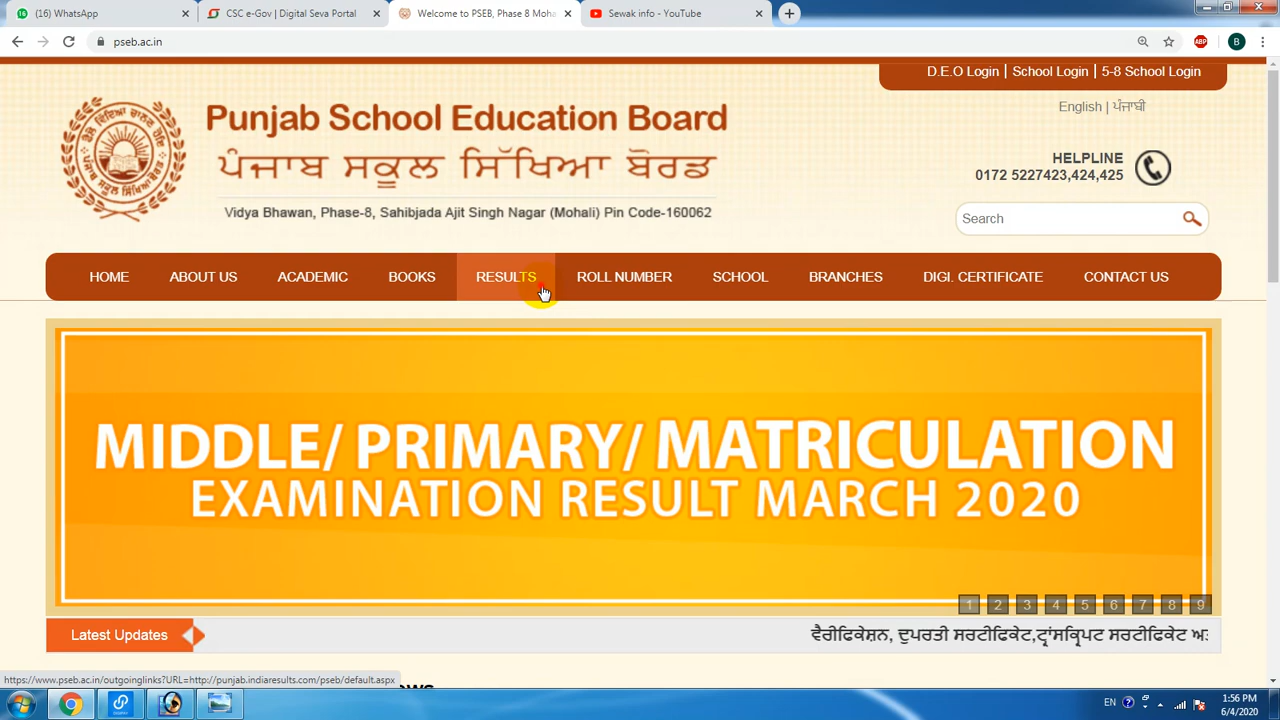 (16) WhatsApp
CSC e-Gov | Digital Seva Portal
Welcome to PSEB, Phase 8 Moha
Sewak info - YouTube
pseb.ac.in
ABP
B
D.E.O Login | School Login | 5-8 School Login
English | ਪੰਜਾਬੀ
Punjab School Education Board
ਪੰਜਾਬ ਸਕੂਲ ਸਿੱਖਿਆ ਬੋਰਡ
Vidya Bhawan, Phase-8, Sahibjada Ajit Singh Nagar (Mohali) Pin Code-160062
HELPLINE
0172 5227423,424,425
Search
HOME ABOUT US ACADEMIC BOOKS RESULTS ROLL NUMBER SCHOOL BRANCHES DIGI. CERTIFICATE CONTACT US
MIDDLE/ PRIMARY/ MATRICULATION
EXAMINATION RESULT MARCH 2020
1 2 3 4 5 6 7 8 9
Latest Updates
ਵੈਰੀਫਿਕੇਸ਼ਨ, ਦੁਪਰਤੀ ਸਰਟੀਫਿਕੇਟ,ਟ੍ਰਾਂਸਕ੍ਰਿਪਟ ਸਰਟੀਫਿਕੇਟ
https://www.pseb.ac.in/outgoinglinks?URL=http://punjab.indiaresults.com/pseb/default.aspx
EN
1:56 PM
6/4/2020